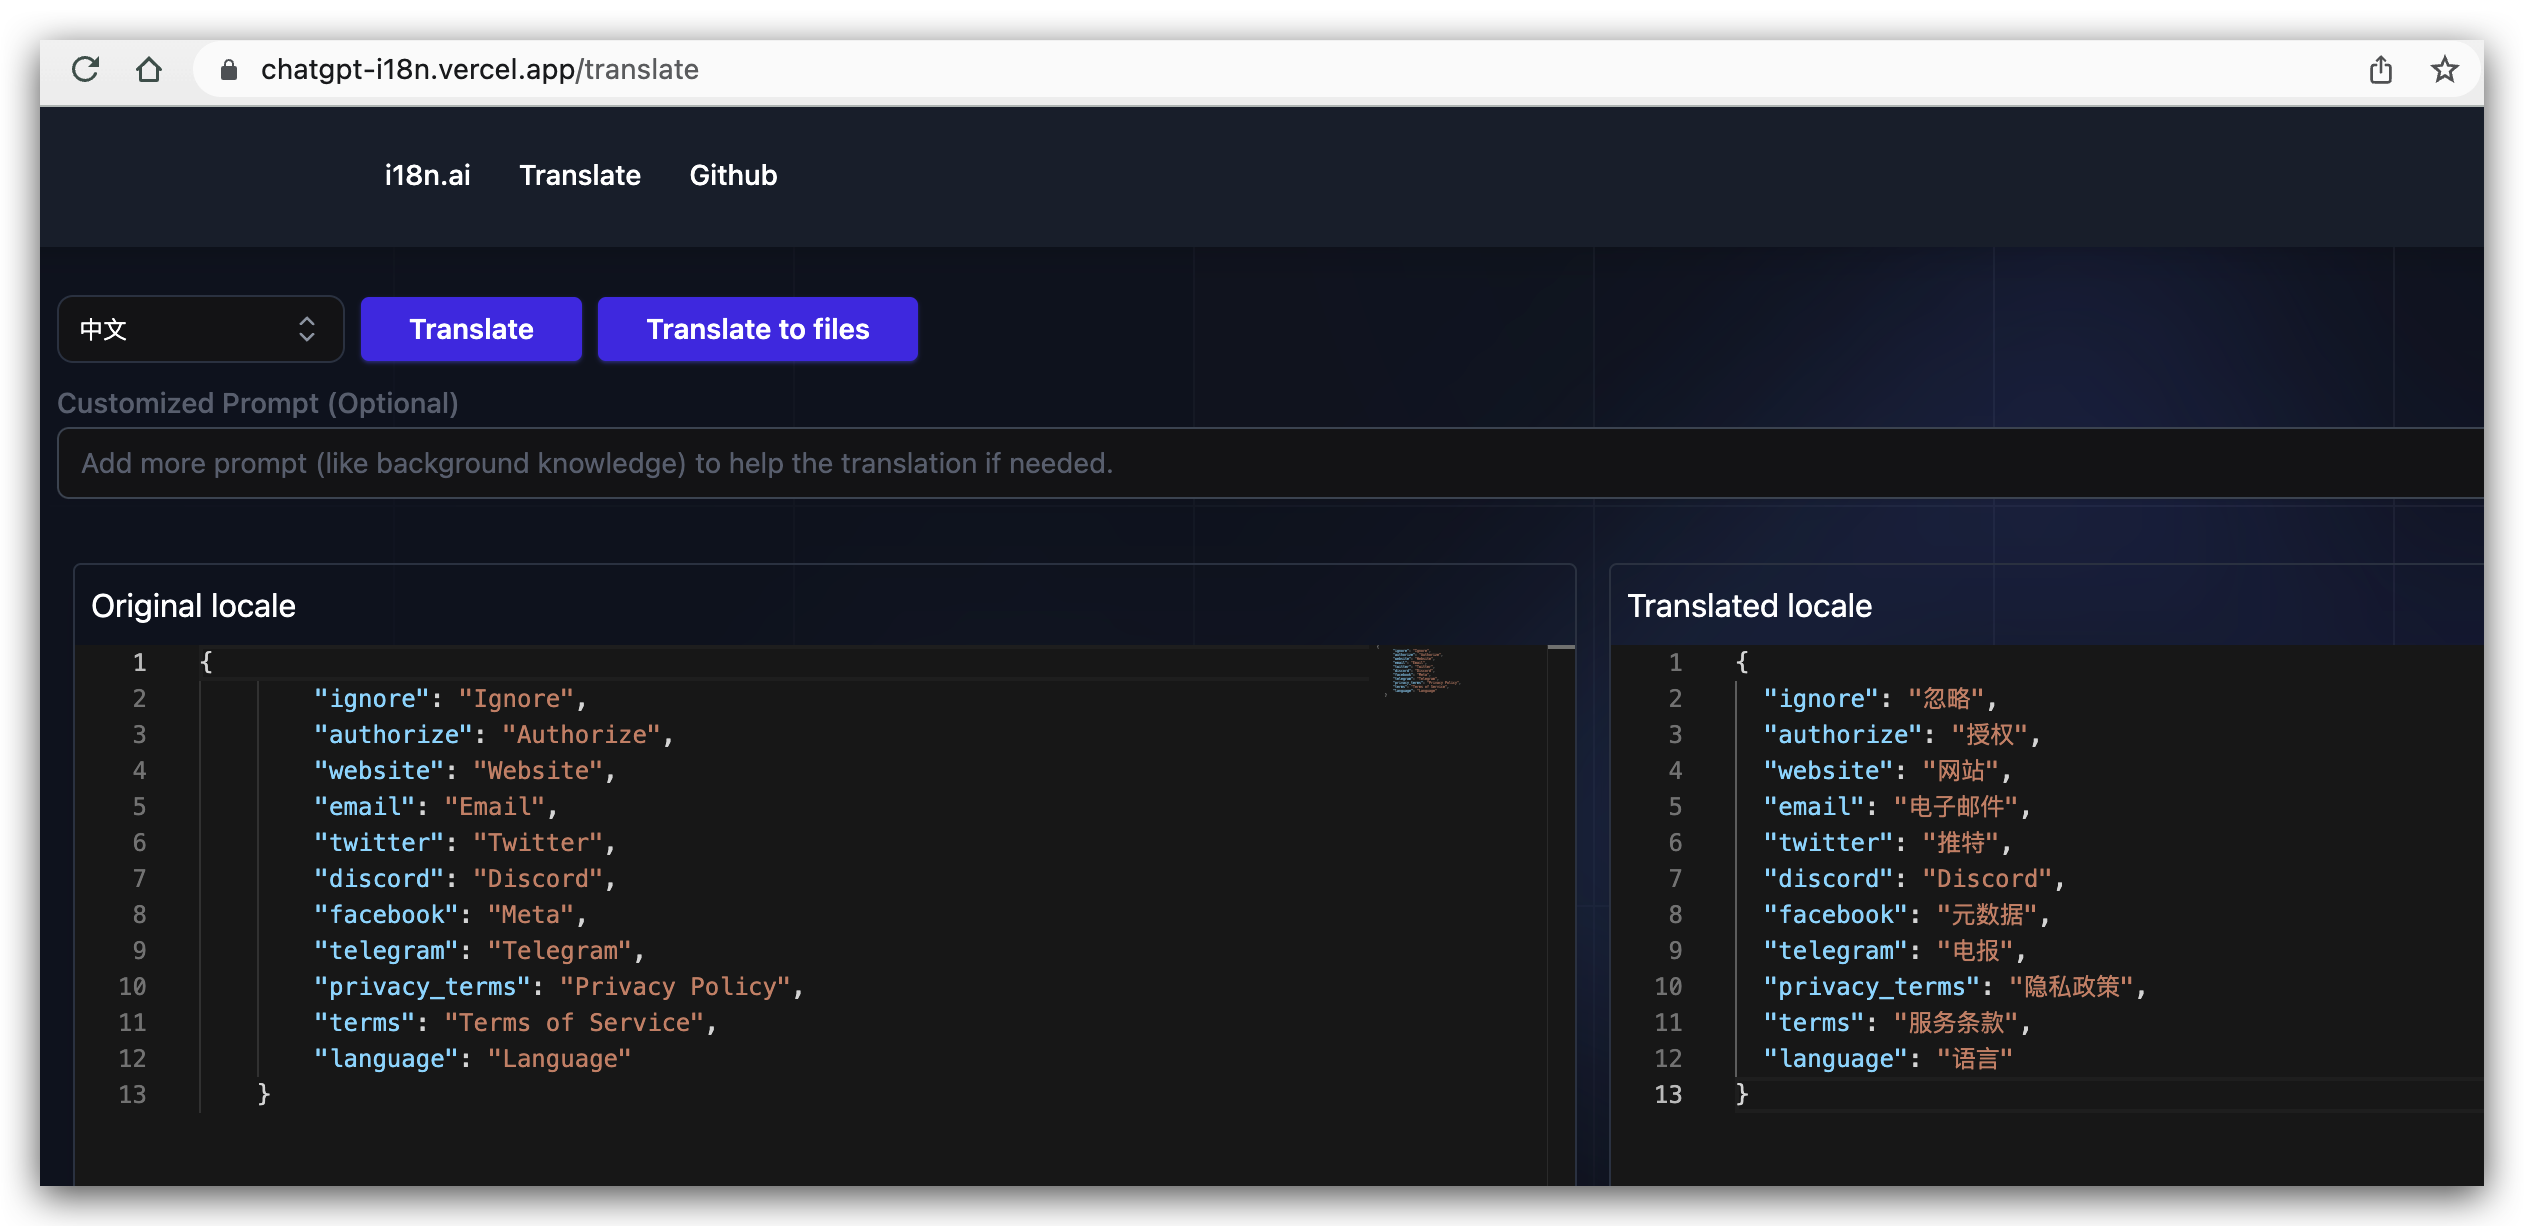 chatgpt-i18n.vercel.app/translate
i18n.ai Translate Github
中文 Translate Translate to files
Customized Prompt (Optional)
Add more prompt (like background knowledge) to help the translation if needed.
Original locale
1 {
2 "ignore": "Ignore",
3 "authorize": "Authorize",
4 "website": "Website",
5 "email": "Email",
6 "twitter": "Twitter",
7 "discord": "Discord",
8 "facebook": "Meta",
9 "telegram": "Telegram",
10 "privacy_terms": "Privacy Policy",
11 "terms": "Terms of Service",
12 "language": "Language"
13 }
Translated locale
1 {
2 "ignore": "忽略",
3 "authorize": "授权",
4 "website": "网站",
5 "email": "电子邮件",
6 "twitter": "推特",
7 "discord": "Discord",
8 "facebook": "元数据",
9 "telegram": "电报",
10 "privacy_terms": "隐私政策",
11 "terms": "服务条款",
12 "language": "语言"
13 }